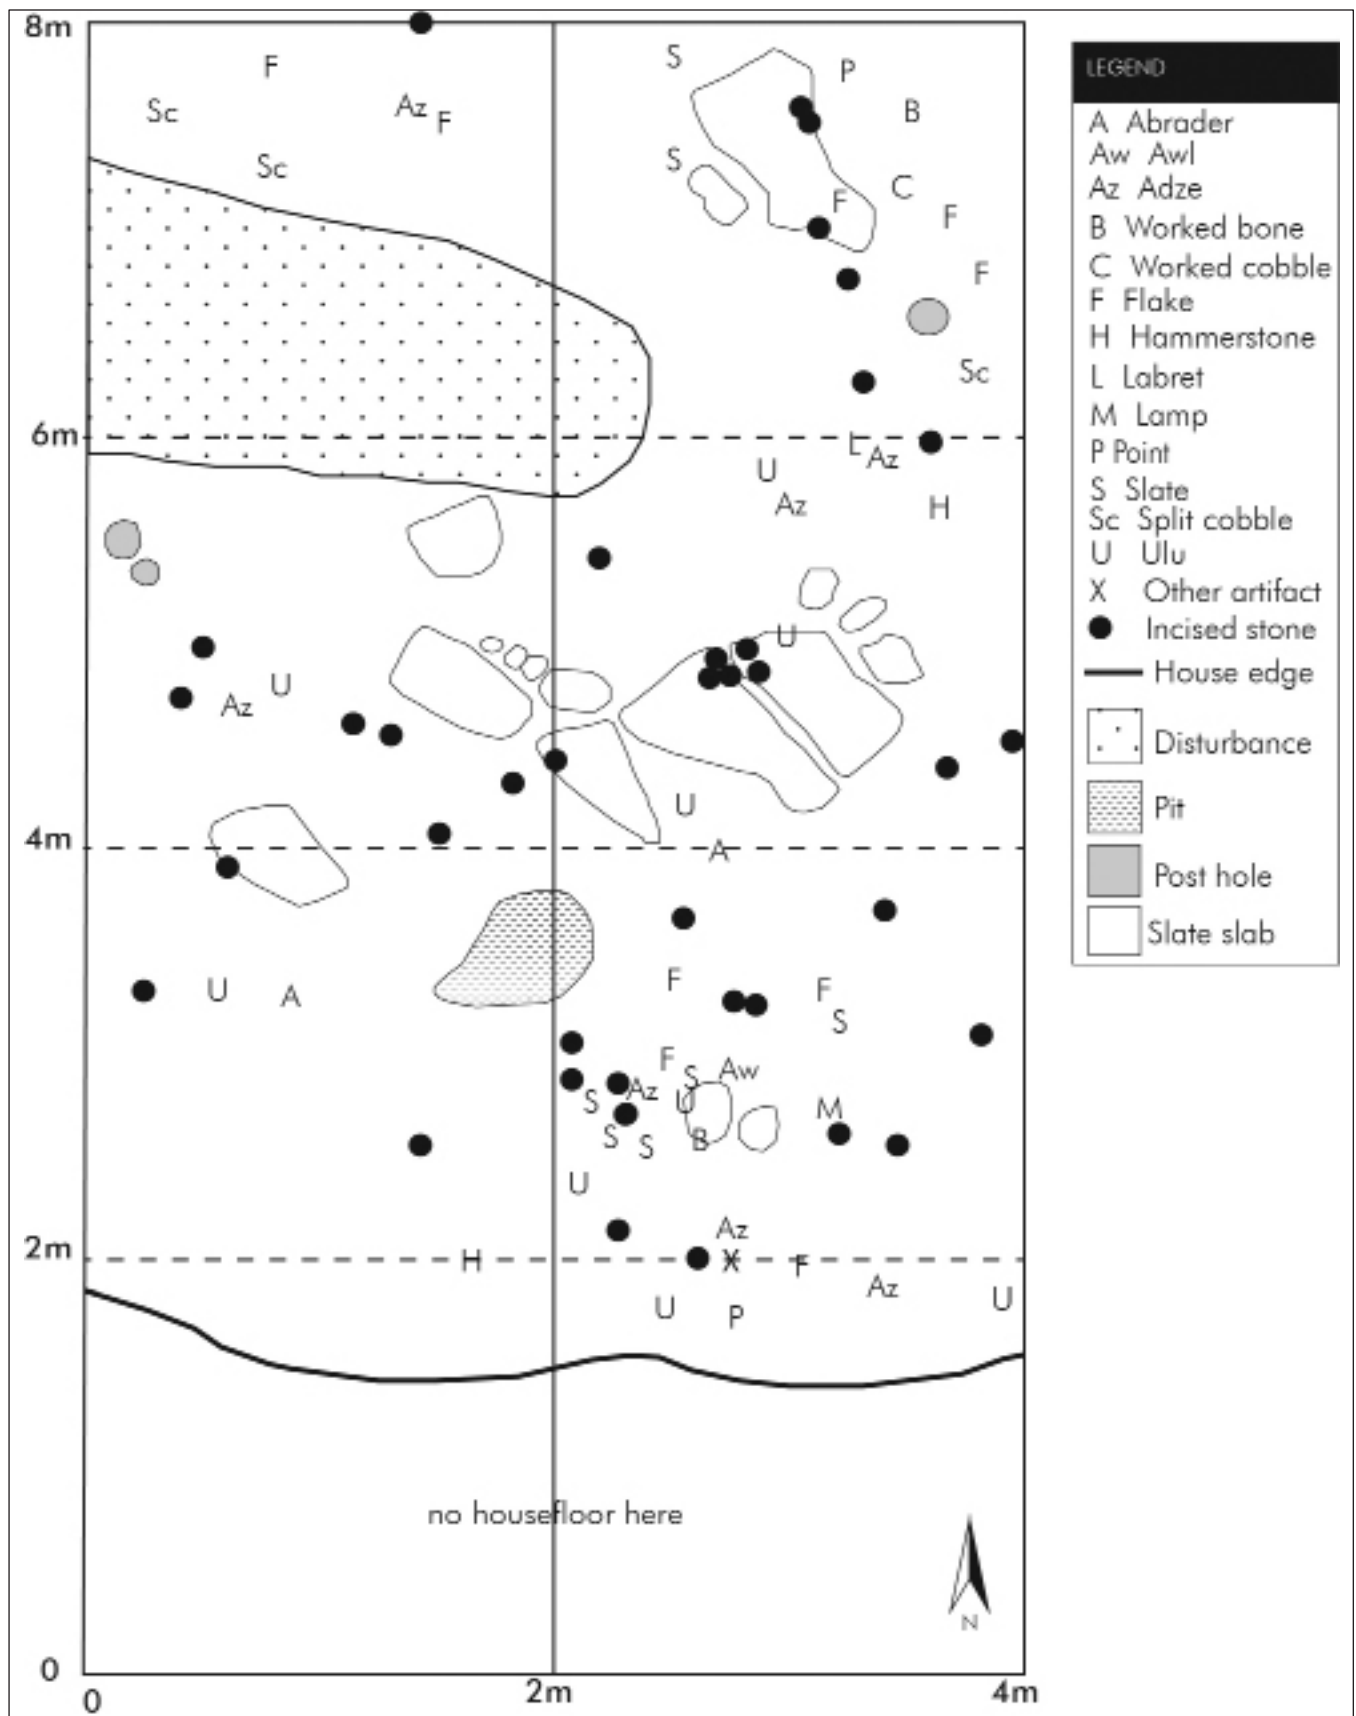 8m
S
F
P
Sc
Az
F
B
Sc
S
C
F
F
F
Sc
6m
L
Az
U
Az
H
U
U
Az
U
4m
A
U
A
F
F
S
F
S
Aw
Az
S
U
M
S
S
B
U
Az
2m
H
X
F
Az
U
U
P
no housefloor here
N
0
0
2m
4m
LEGEND
A Abrader
Aw Awl
Az Adze
B Worked bone
C Worked cobble
F Flake
H Hammerstone
L Labret
M Lamp
P Point
S Slate
Sc Split cobble
U Ulu
X Other artifact
Incised stone
House edge
Disturbance
Pit
Post hole
Slate slab